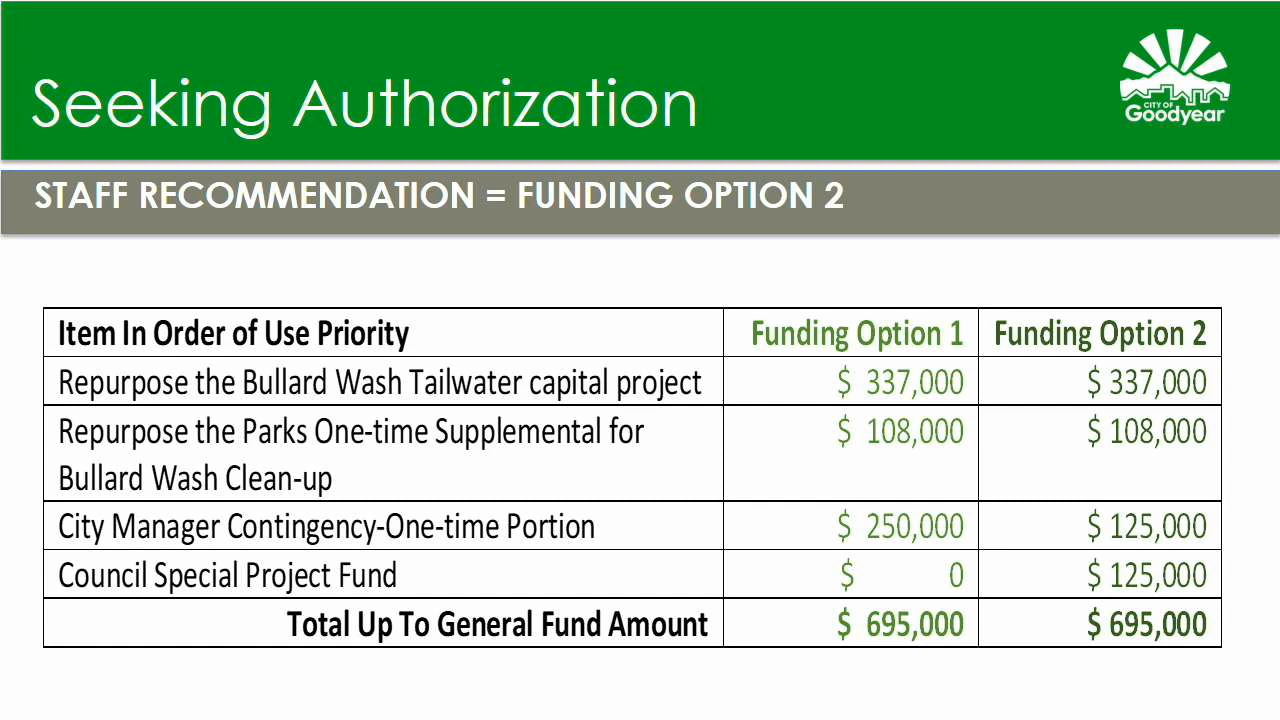 Seeking Authorization
CITY OF
Goodyear
STAFF RECOMMENDATION = FUNDING OPTION 2
Item In Order of Use Priority Funding Option 1 Funding Option 2
Repurpose the Bullard Wash Tailwater capital project $ 337,000 $ 337,000
Repurpose the Parks One-time Supplemental for $ 108,000 $ 108,000
Bullard Wash Clean-up
City Manager Contingency-One-time Portion $ 250,000 $ 125,000
Council Special Project Fund $ 0 $ 125,000
Total Up To General Fund Amount $ 695,000 $ 695,000